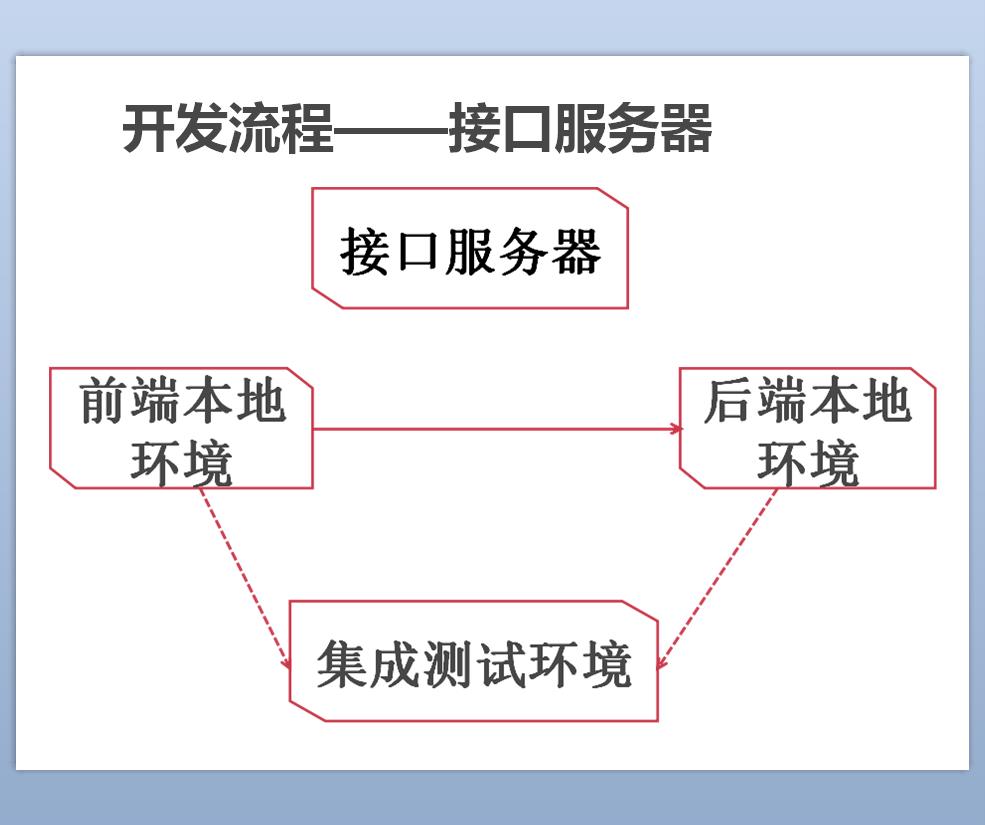 开发流程——接口服务器
接口服务器
前端本地
环境
后端本地
环境
集成测试环境